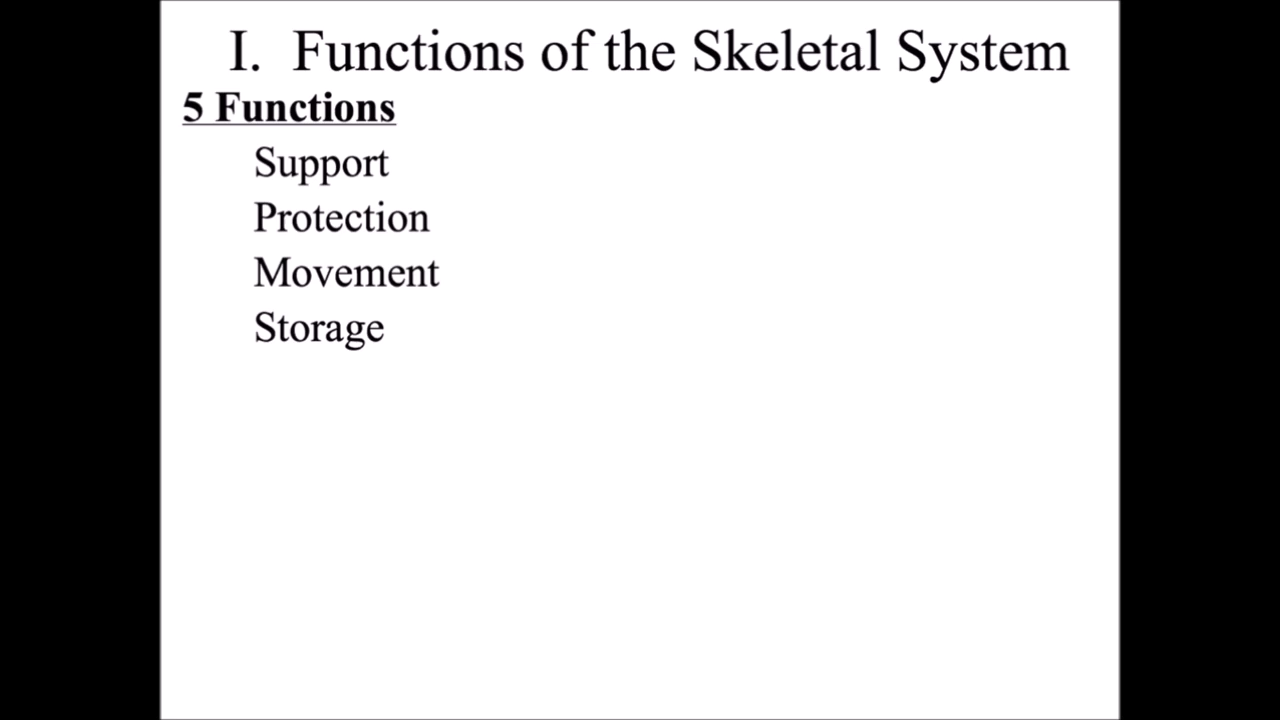 I. Functions of the Skeletal System
5 Functions
Support
Protection
Movement
Storage